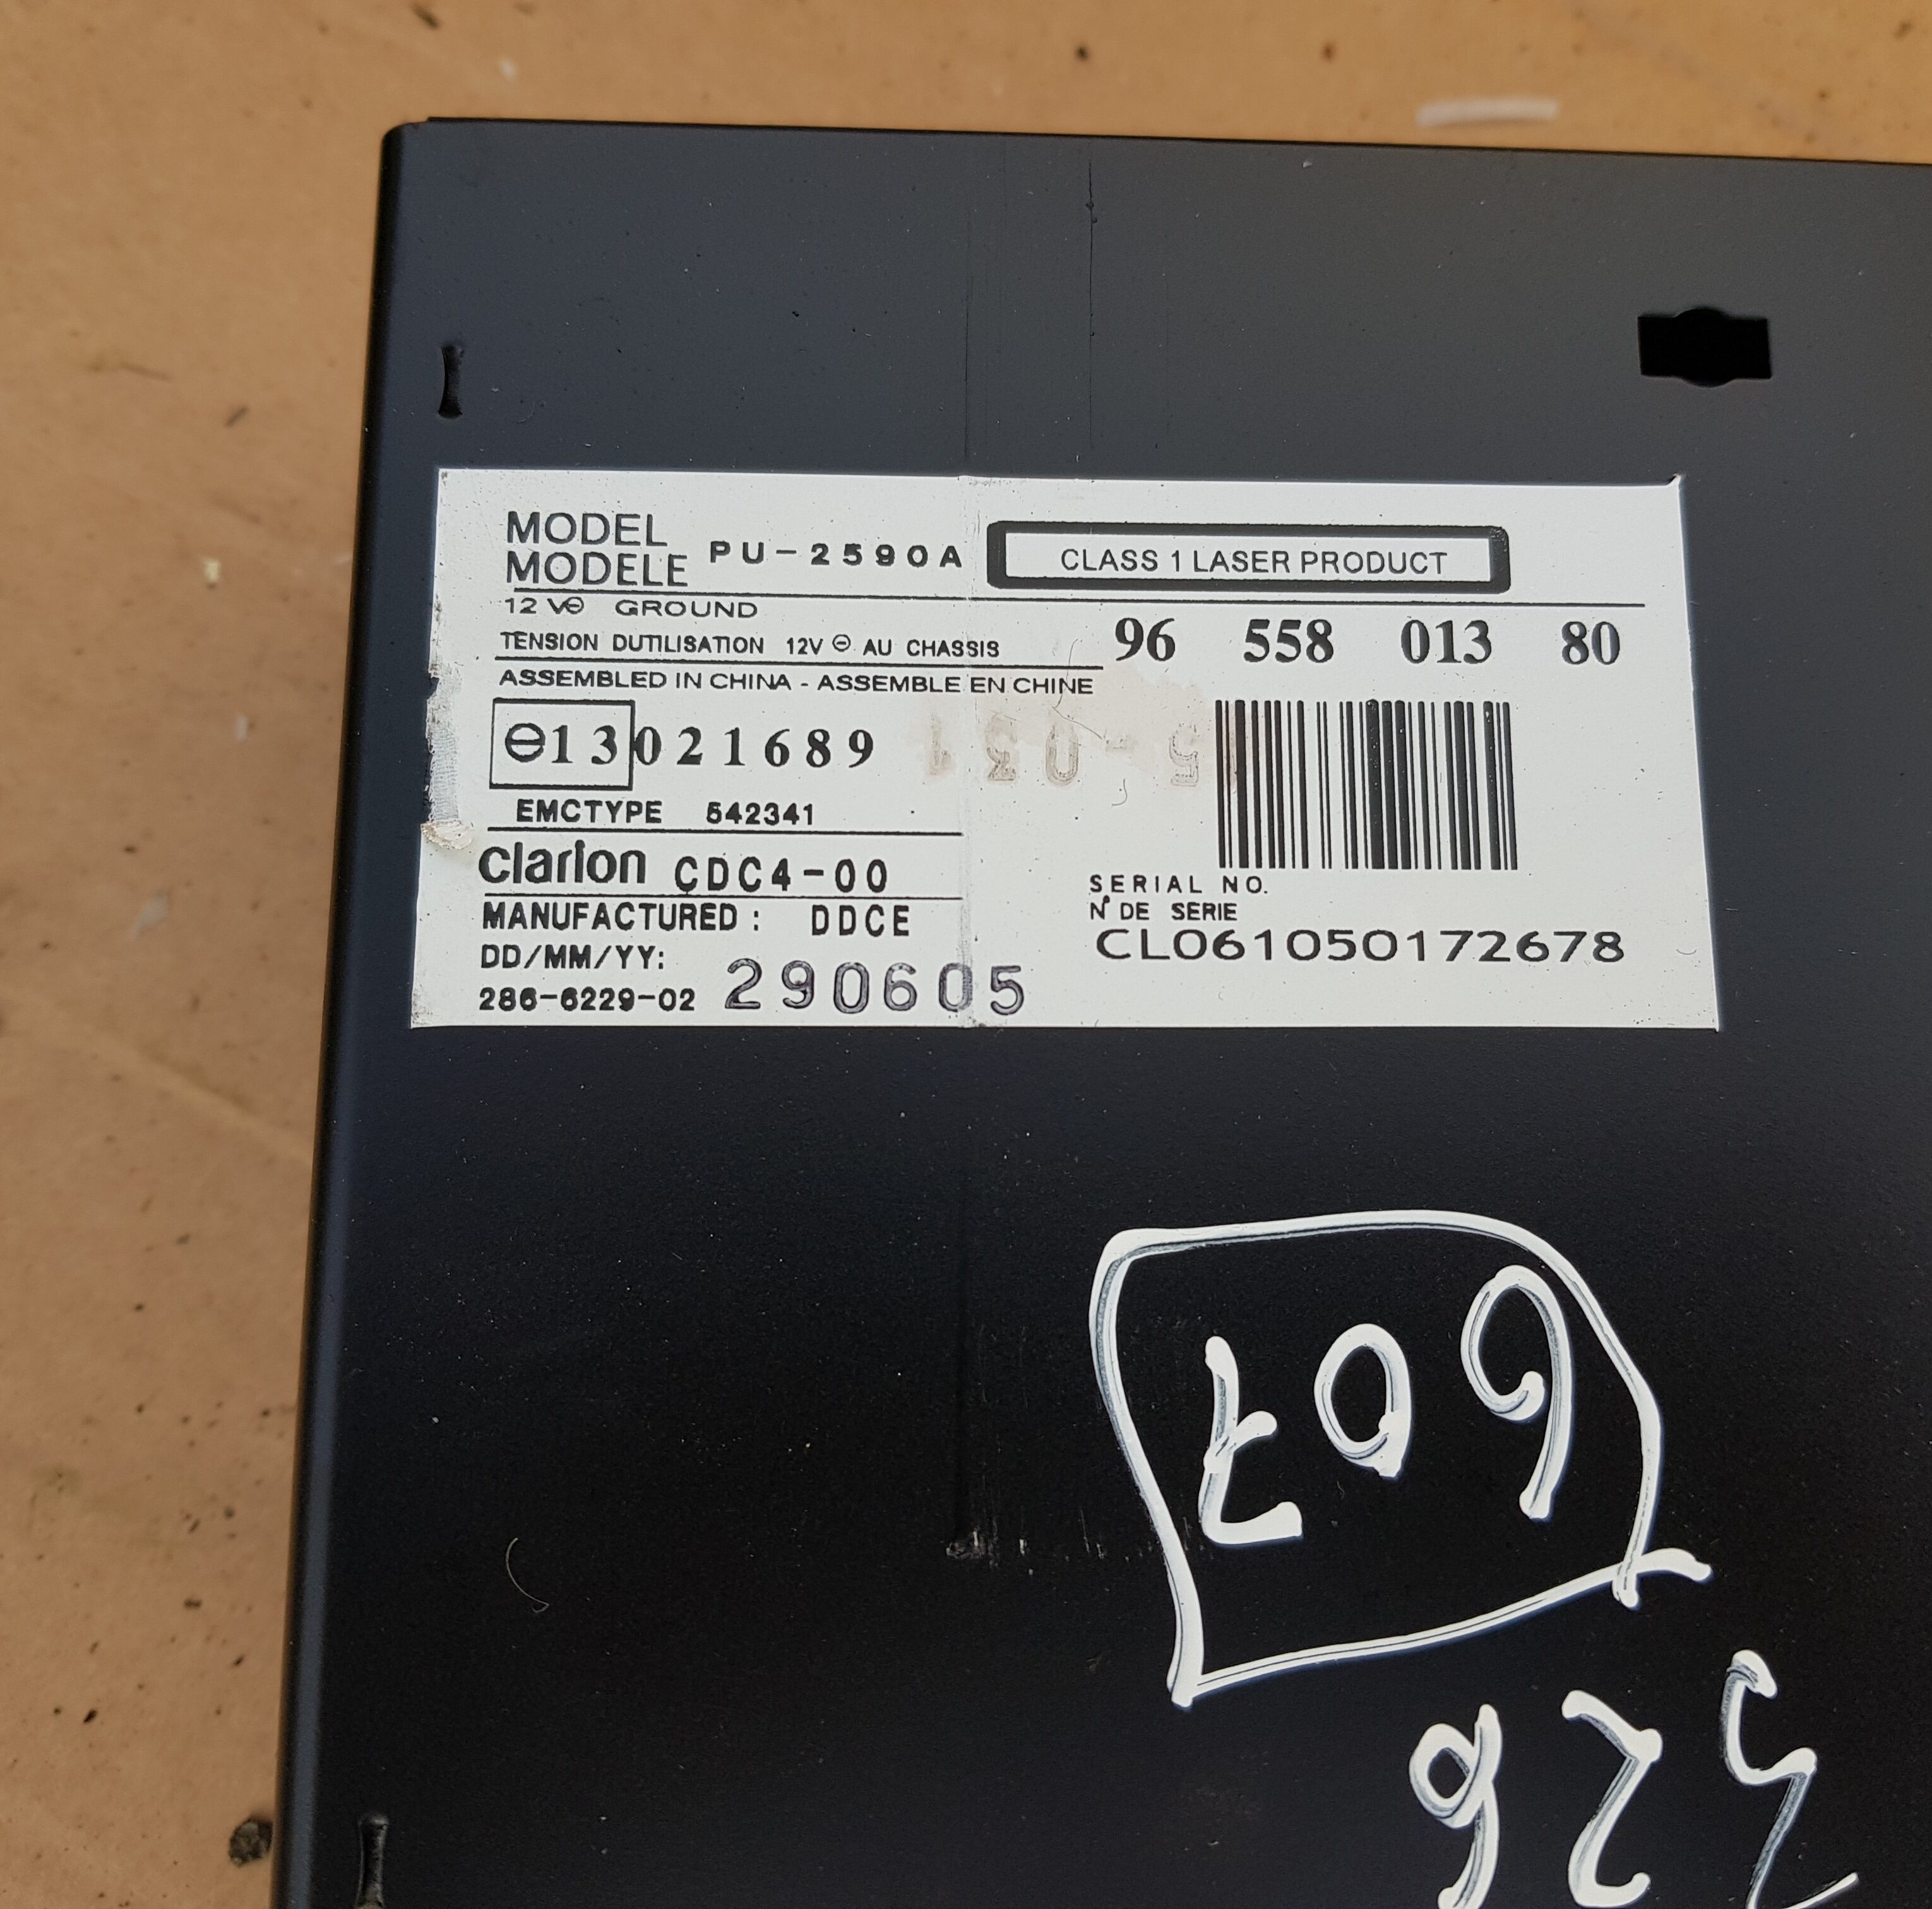 MODEL
MODELE PU-2590A CLASS 1 LASER PRODUCT
12 V⊖ GROUND
TENSION DUTILISATION 12V ⊖ AU CHASSIS
96 558 013 80
ASSEMBLED IN CHINA - ASSEMBLE EN CHINE
e13 021689
EMCTYPE 542341
clarion CDC4-00
MANUFACTURED: DDCE
DD/MM/YY:
286-6229-02 290605
SERIAL NO.
N° DE SERIE
CL061050172678
607